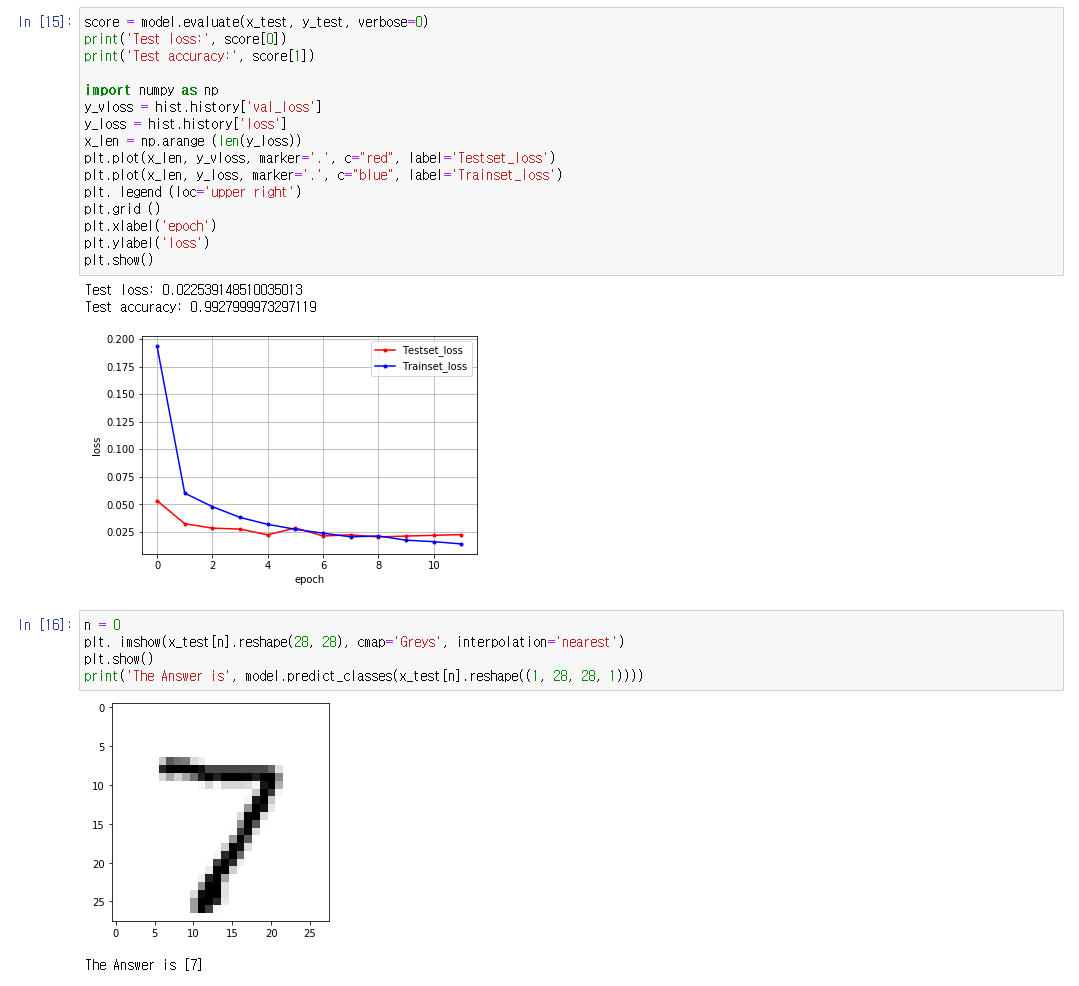 In [15]:
score = model.evaluate(x_test, y_test, verbose=0)
print('Test loss:', score[0])
print('Test accuracy:', score[1])
import numpy as np
y_vloss = hist.history['val_loss']
y_loss = hist.history['loss']
x_len = np.arange (len(y_loss))
plt.plot(x_len, y_vloss, marker='.', c="red", label='Testset_loss')
plt.plot(x_len, y_loss, marker='.', c="blue", label='Trainset_loss')
plt. legend (loc='upper right')
plt.grid ()
plt.xlabel('epoch')
plt.ylabel('loss')
plt.show()
Test loss: 0.022539148510035013
Test accuracy: 0.9927999973297119
0.200
0.175
0.150
0.125
0.100
0.075
0.050
0.025
loss
Testset_loss
Trainset_loss
0 2 4 6 8 10
epoch
In [16]:
n = 0
plt. imshow(x_test[n].reshape(28, 28), cmap='Greys', interpolation='nearest')
plt.show()
print('The Answer is', model.predict_classes(x_test[n].reshape((1, 28, 28, 1))))
0
5
10
15
20
25
7
0 5 10 15 20 25
The Answer is [7]